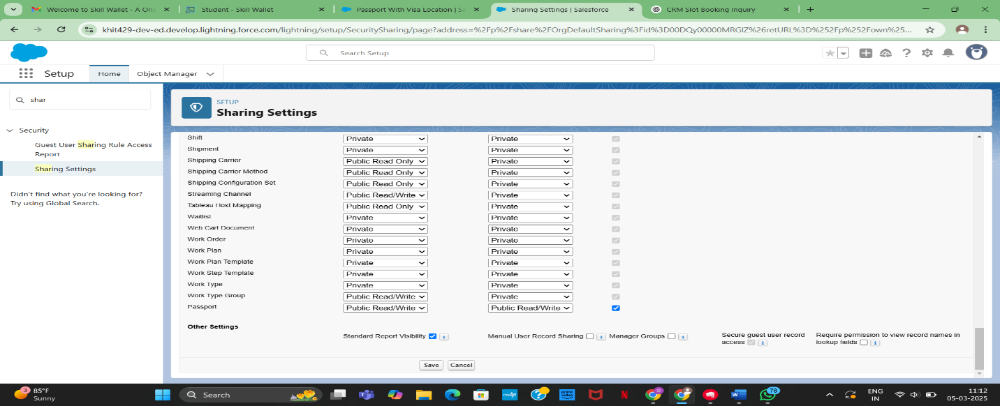 Welcome to Skill Wallet - A One
Student - Skill Wallet
Passport With Visa Location | Sa
Sharing Settings | Salesforce
CRM Slot Booking Inquiry
khit429-dev-ed.develop.lightning.force.com/lightning/setup/SecuritySharing/page?address=%2Fp%2Fshare%2FOrgDefaultSharing%3Fid%3D00DQy00000MRGlZ%26retURL%3D%252Fp%252Fown%25...
Search Setup
Setup
Home
Object Manager
shar
Security
Guest User Sharing Rule Access
Report
Sharing Settings
Didn't find what you're looking for?
Try using Global Search.
SETUP
Sharing Settings
Shift Private Private
Shipment Private Private
Shipping Carrier Public Read Only Private
Shipping Carrier Method Public Read Only Private
Shipping Configuration Set Public Read Only Private
Streaming Channel Public Read/Write Private
Tableau Host Mapping Public Read Only Private
Waitlist Private Private
Web Cart Document Private Private
Work Order Private Private
Work Plan Private Private
Work Plan Template Private Private
Work Step Template Private Private
Work Type Private Private
Work Type Group Public Read/Write Private
Passport Public Read/Write Public Read/Write
Other Settings
Standard Report Visibility
Manual User Record Sharing
Manager Groups
Secure guest user record
access
Require permission to view record names in
lookup fields
Save
Cancel
3
85°F
Sunny
Search
myhp
prime video
78
ENG
IN
11:12
05-03-2025